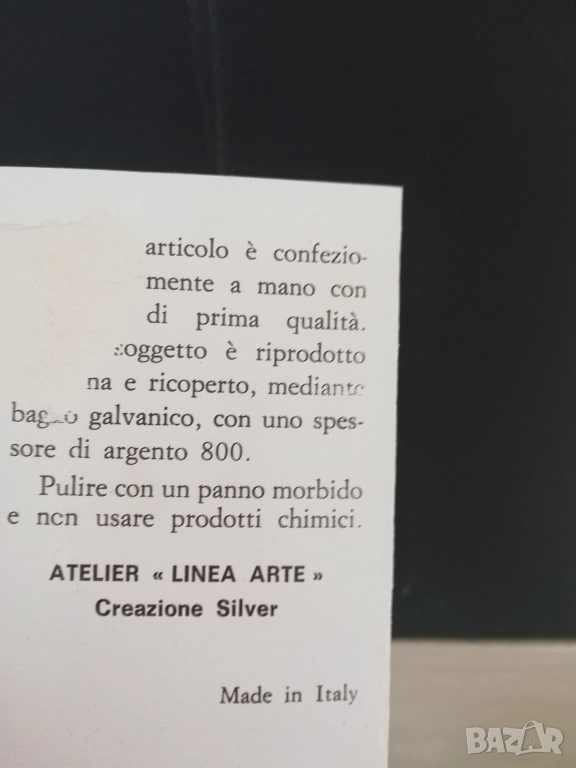 articolo è confezio-
mente a mano con
di prima qualità.
soggetto è riprodotto
na e ricoperto, mediante
bagno galvanico, con uno spes-
sore di argento 800.
Pulire con un panno morbido
e ncn usare prodotti chimici.
ATELIER « LINEA ARTE »
Creazione Silver
Made in Italy
BAZAR